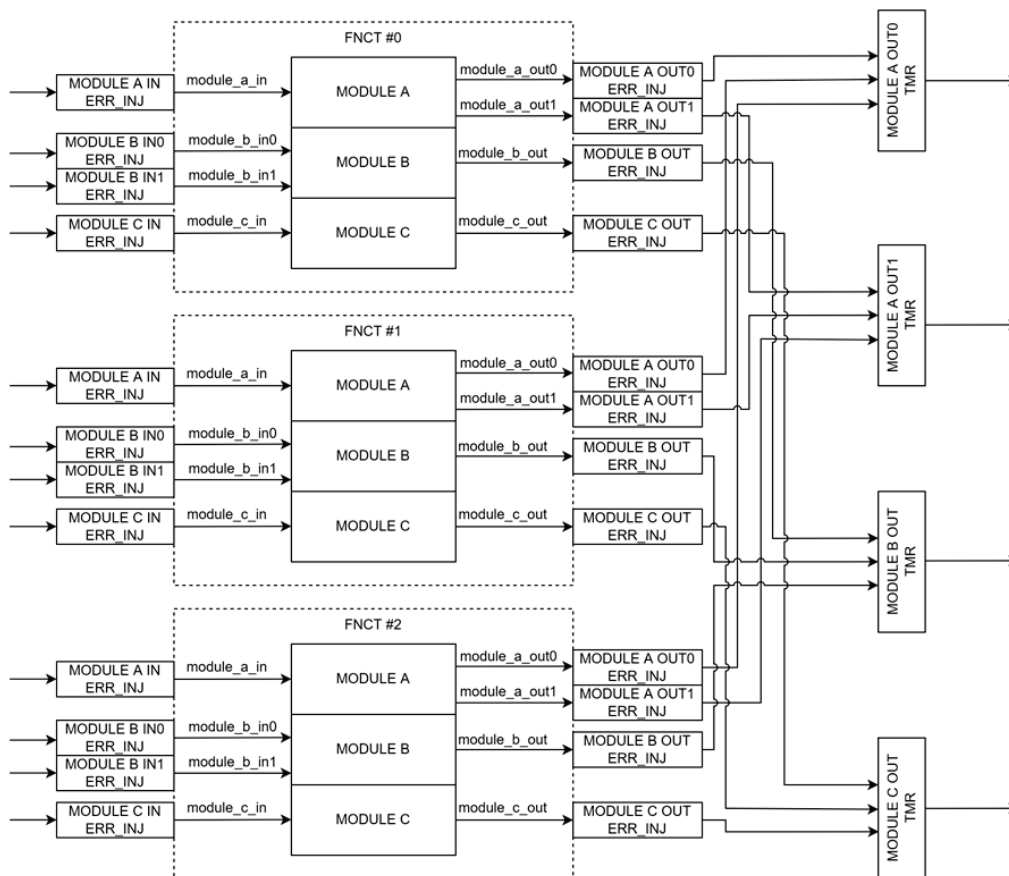 FNCT #0
MODULE A IN
ERR_INJ
module_a_in
MODULE B IN0
ERR_INJ
module_b_in0
MODULE B IN1
ERR_INJ
module_b_in1
MODULE C IN
ERR_INJ
module_c_in
MODULE A
MODULE B
MODULE C
module_a_out0
module_a_out1
module_b_out
module_c_out
MODULE A OUT0
ERR_INJ
MODULE A OUT1
ERR_INJ
MODULE B OUT
ERR_INJ
MODULE C OUT
ERR_INJ
FNCT #1
MODULE A IN
ERR_INJ
module_a_in
MODULE B IN0
ERR_INJ
module_b_in0
MODULE B IN1
ERR_INJ
module_b_in1
MODULE C IN
ERR_INJ
module_c_in
MODULE A
MODULE B
MODULE C
module_a_out0
module_a_out1
module_b_out
module_c_out
MODULE A OUT0
ERR_INJ
MODULE A OUT1
ERR_INJ
MODULE B OUT
ERR_INJ
MODULE C OUT
ERR_INJ
FNCT #2
MODULE A IN
ERR_INJ
module_a_in
MODULE B IN0
ERR_INJ
module_b_in0
MODULE B IN1
ERR_INJ
module_b_in1
MODULE C IN
ERR_INJ
module_c_in
MODULE A
MODULE B
MODULE C
module_a_out0
module_a_out1
module_b_out
module_c_out
MODULE A OUT0
ERR_INJ
MODULE A OUT1
ERR_INJ
MODULE B OUT
ERR_INJ
MODULE C OUT
ERR_INJ
MODULE A OUT0
TMR
MODULE A OUT1
TMR
MODULE B OUT
TMR
MODULE C OUT
TMR